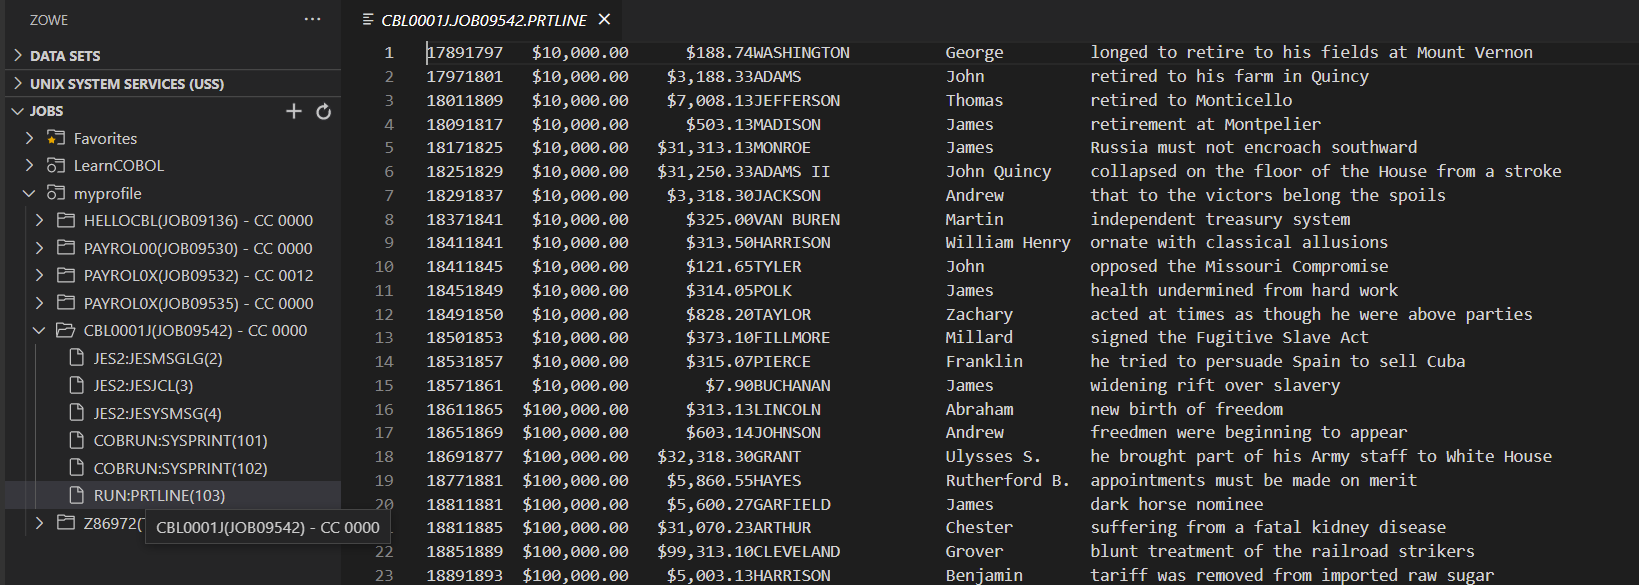 ZOWE
DATA SETS
UNIX SYSTEM SERVICES (USS)
JOBS
Favorites
LearnCOBOL
myprofile
HELLOCBL(JOB09136) - CC 0000
PAYROL00(JOB09530) - CC 0000
PAYROL0X(JOB09532) - CC 0012
PAYROL0X(JOB09535) - CC 0000
CBL0001J(JOB09542) - CC 0000
JES2:JESMSGLG(2)
JES2:JESJCL(3)
JES2:JESYSMSG(4)
COBRUN:SYSPRINT(101)
COBRUN:SYSPRINT(102)
RUN:PRTLINE(103)
Z86972(
CBL0001J(JOB09542) - CC 0000
CBL0001J.JOB09542.PRTLINE
1 17891797 $10,000.00 $188.74WASHINGTON George longed to retire to his fields at Mount Vernon
2 17971801 $10,000.00 $3,188.33ADAMS John retired to his farm in Quincy
3 18011809 $10,000.00 $7,008.13JEFFERSON Thomas retired to Monticello
4 18091817 $10,000.00 $503.13MADISON James retirement at Montpelier
5 18171825 $10,000.00 $31,313.13MONROE James Russia must not encroach southward
6 18251829 $10,000.00 $31,250.33ADAMS II John Quincy collapsed on the floor of the House from a stroke
7 18291837 $10,000.00 $3,318.30JACKSON Andrew that to the victors belong the spoils
8 18371841 $10,000.00 $325.00VAN BUREN Martin independent treasury system
9 18411841 $10,000.00 $313.50HARRISON William Henry ornate with classical allusions
10 18411845 $10,000.00 $121.65TYLER John opposed the Missouri Compromise
11 18451849 $10,000.00 $314.05POLK James health undermined from hard work
12 18491850 $10,000.00 $828.20TAYLOR Zachary acted at times as though he were above parties
13 18501853 $10,000.00 $373.10FILLMORE Millard signed the Fugitive Slave Act
14 18531857 $10,000.00 $315.07PIERCE Franklin he tried to persuade Spain to sell Cuba
15 18571861 $10,000.00 $7.90BUCHANAN James widening rift over slavery
16 18611865 $100,000.00 $313.13LINCOLN Abraham new birth of freedom
17 18651869 $100,000.00 $603.14JOHNSON Andrew freedmen were beginning to appear
18 18691877 $100,000.00 $32,318.30GRANT Ulysses S. he brought part of his Army staff to White House
19 18771881 $100,000.00 $5,860.55HAYES Rutherford B. appointments must be made on merit
20 18811881 $100,000.00 $5,600.27GARFIELD James dark horse nominee
18811885 $100,000.00 $31,070.23ARTHUR Chester suffering from a fatal kidney disease
22 18851889 $100,000.00 $99,313.10CLEVELAND Grover blunt treatment of the railroad strikers
23 18891893 $100,000.00 $5,003.13HARRISON Benjamin tariff was removed from imported raw sugar